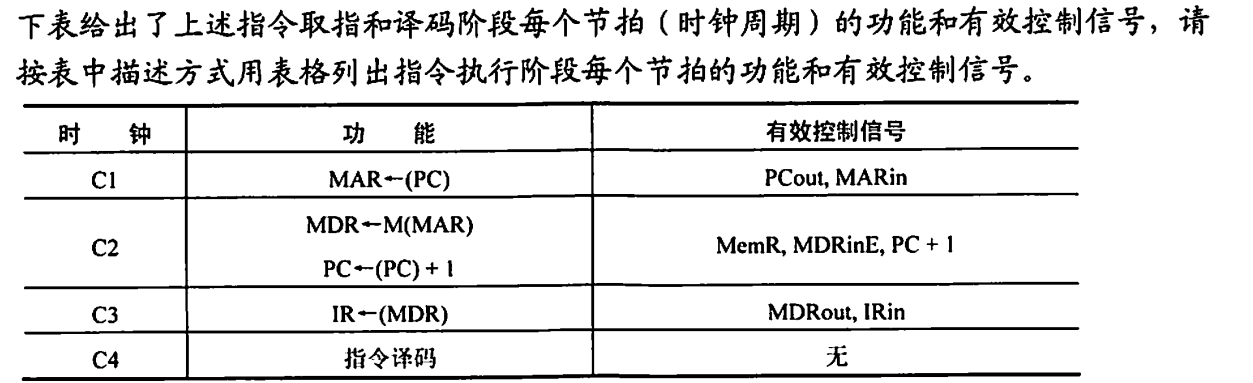 下表给出了上述指令取指和译码阶段每个节拍（时钟周期）的功能和有效控制信号，请
按表中描述方式用表格列出指令执行阶段每个节拍的功能和有效控制信号。
时 钟 功 能 有效控制信号
C1 MAR←(PC) PCout, MARin
MDR←M(MAR)
C2 MemR, MDRinE, PC + 1
PC←(PC) + 1
C3 IR←(MDR) MDRout, IRin
C4 指令译码 无